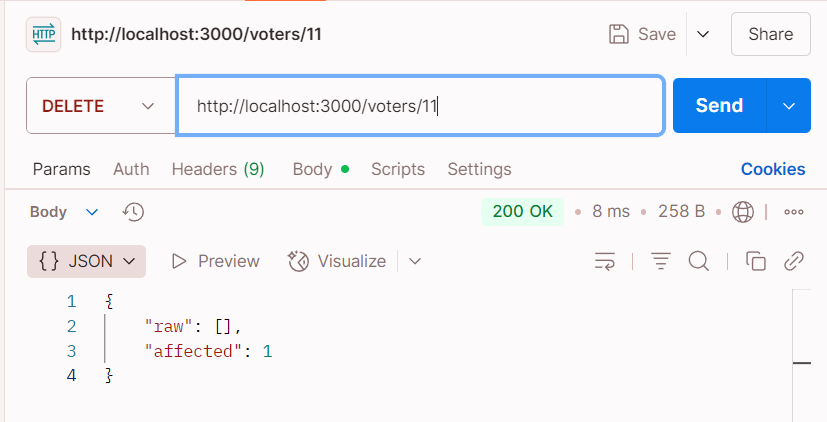 HTTP http://localhost:3000/voters/11 Save Share
DELETE http://localhost:3000/voters/11 Send
Params Auth Headers (9) Body Scripts Settings Cookies
Body 200 OK • 8 ms • 258 B
{} JSON Preview Visualize
1 {
2 "raw": [],
3 "affected": 1
4 }